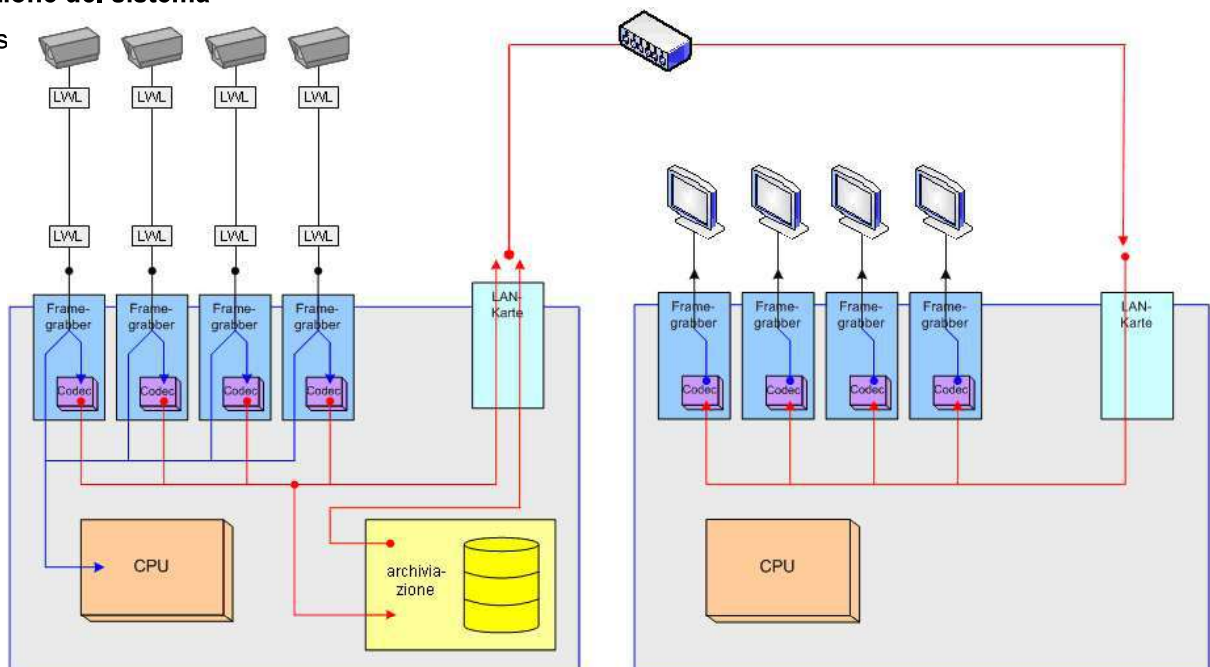 s
LWL LWL LWL LWL
LWL LWL LWL LWL
Frame-
grabber
Codec
Frame-
grabber
Codec
Frame-
grabber
Codec
Frame-
grabber
Codec
LAN-
Karte
CPU
archivia-
zione
Frame-
grabber
Codec
Frame-
grabber
Codec
Frame-
grabber
Codec
Frame-
grabber
Codec
LAN-
Karte
CPU